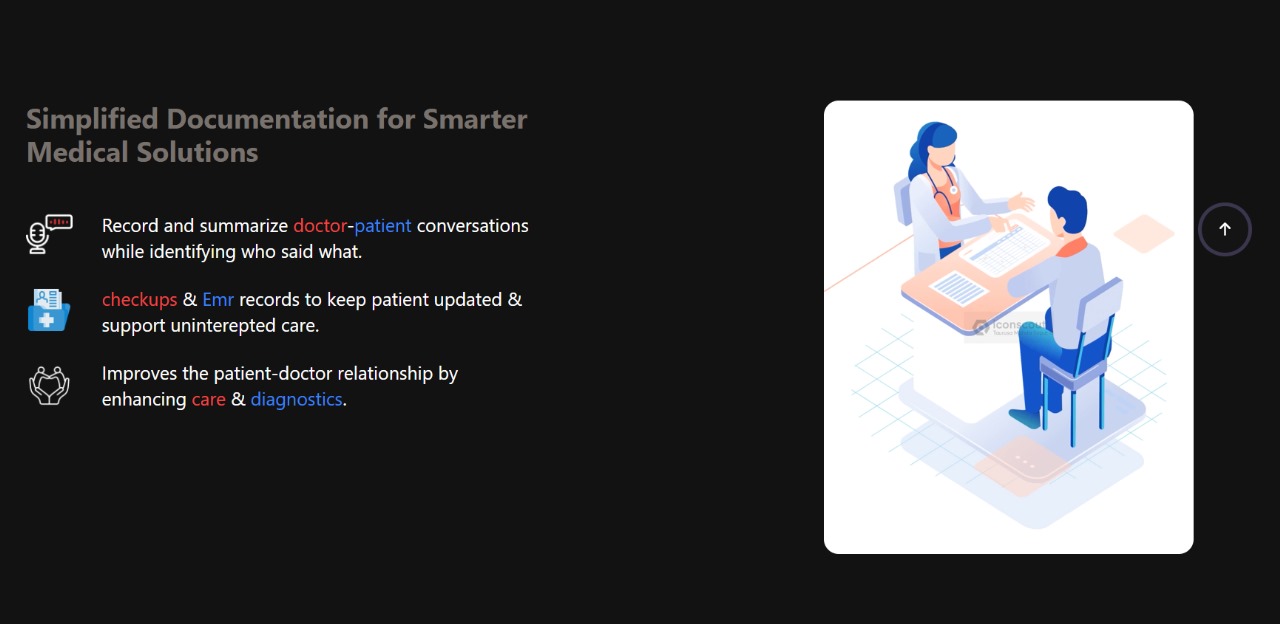 Simplified Documentation for Smarter
Medical Solutions
Record and summarize doctor-patient conversations
while identifying who said what.
checkups & Emr records to keep patient updated &
support uninterepted care.
Improves the patient-doctor relationship by
enhancing care & diagnostics.
iconscout